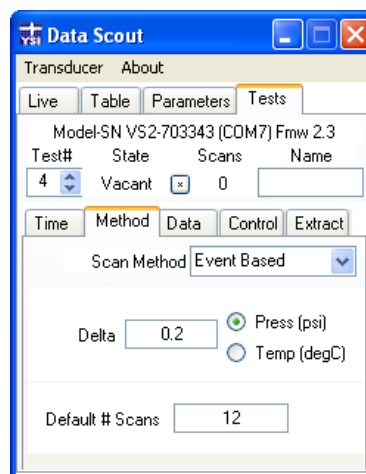 YSI Data Scout
Transducer About
Live Table Parameters Tests
Model-SN VS2-703343 (COM7) Fmw 2.3
Test# State Scans Name
4 Vacant × 0
Time Method Data Control Extract
Scan Method Event Based
Delta 0.2 Press (psi)
Temp (degC)
Default # Scans 12